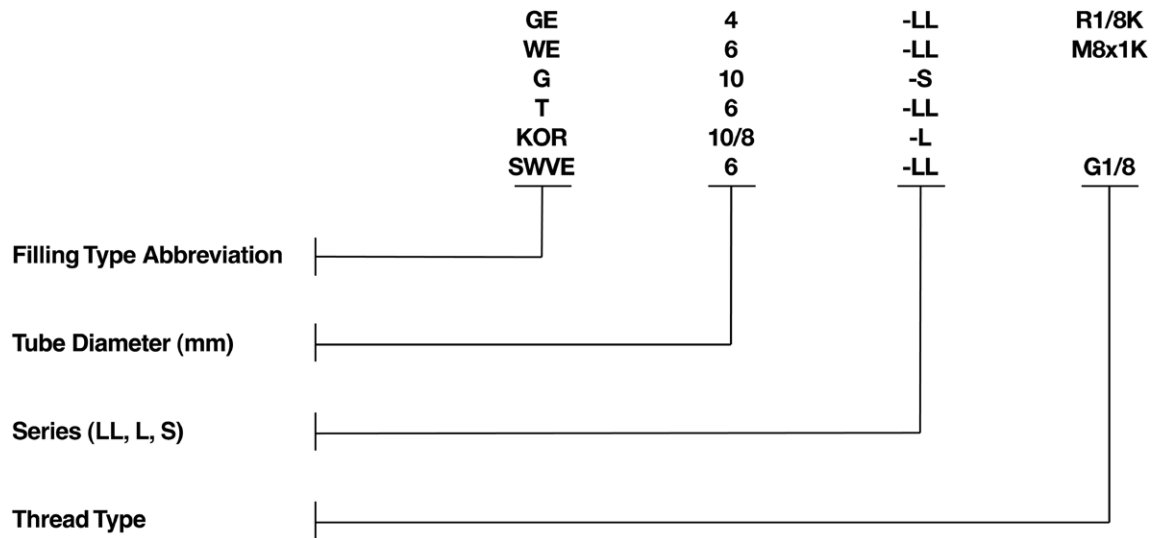 GE 4 -LL R1/8K
WE 6 -LL M8x1K
G 10 -S
T 6 -LL
KOR 10/8 -L
SWVE 6 -LL G1/8
Filling Type Abbreviation
Tube Diameter (mm)
Series (LL, L, S)
Thread Type